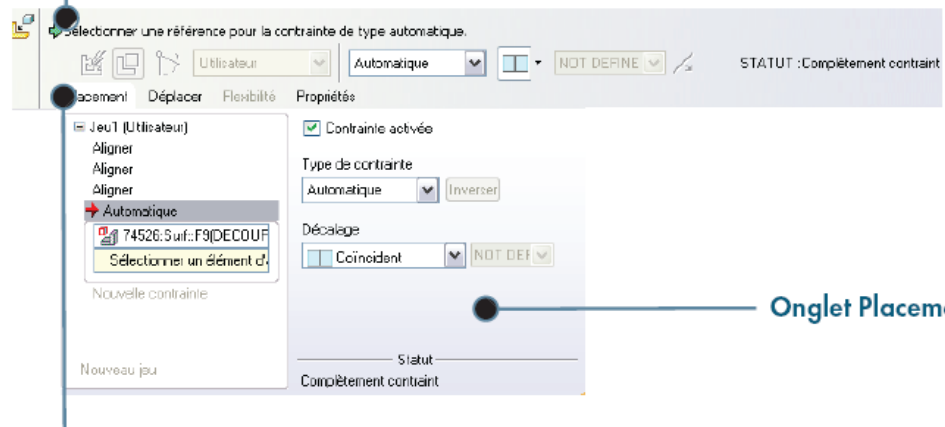 Sélectionner une référence pour la contrainte de type automatique.
Utilisateur Automatique NOT DEFINE STATUT :Complètement contraint
Déplacer Flexibilité Propriétés
Jeu1 (Utilisateur)
Aligner
Aligner
Aligner
Automatique
74526:Surf::F9(DECOUF
Sélectionner un élément d'
Nouvelle contrainte
Nouveau jeu
Contrainte activée
Type de contrainte
Automatique Inverser
Décalage
Coïncident NOT DEF
Onglet Placeme
Statut
Complètement contraint